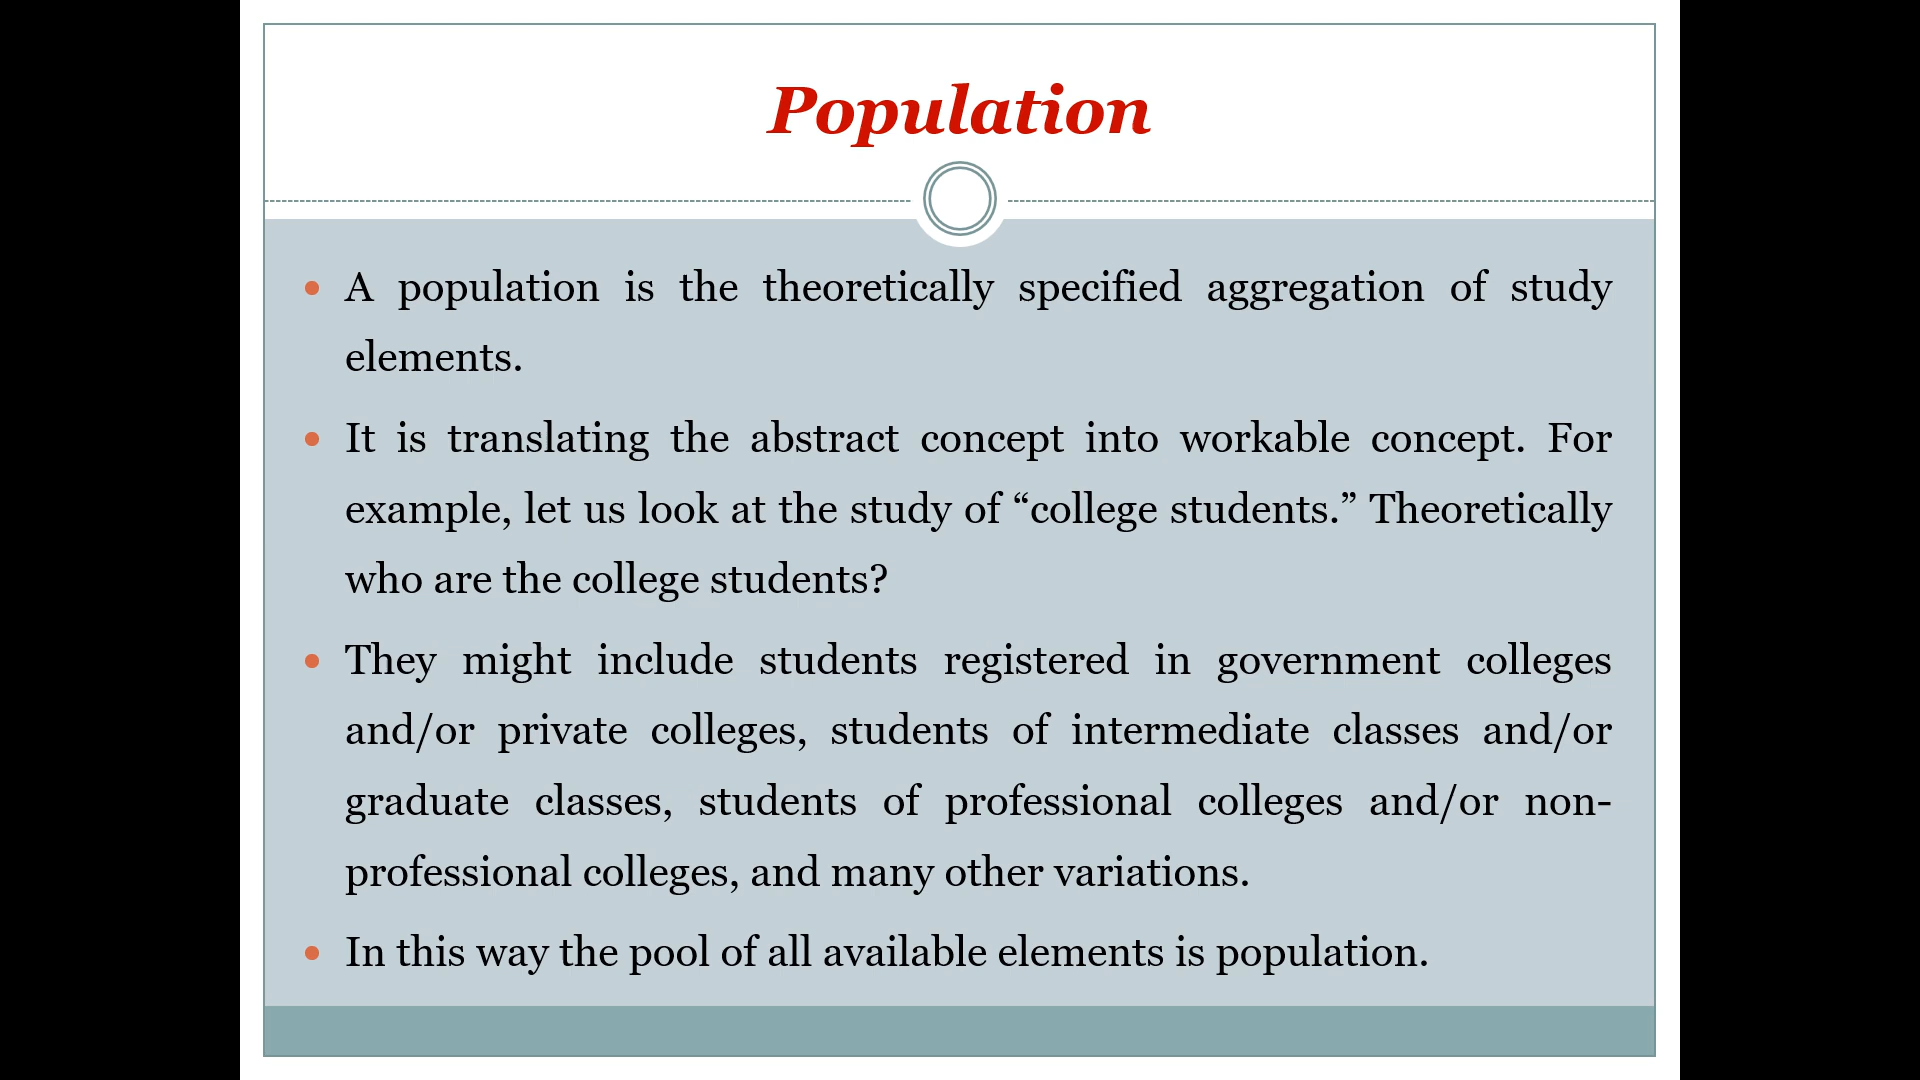 Population
A population is the theoretically specified aggregation of study
elements.
It is translating the abstract concept into workable concept. For
example, let us look at the study of “college students.” Theoretically
who are the college students?
They might include students registered in government colleges
and/or private colleges, students of intermediate classes and/or
graduate classes, students of professional colleges and/or non-
professional colleges, and many other variations.
In this way the pool of all available elements is population.